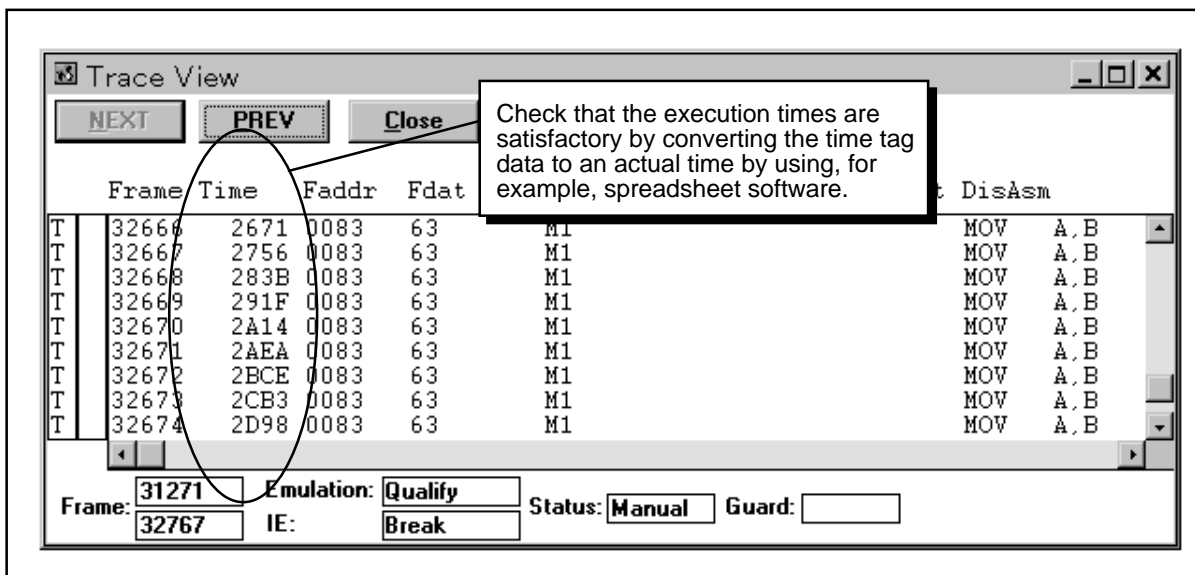 Trace View
NEXT PREV Close
Check that the execution times are
satisfactory by converting the time tag
data to an actual time by using, for
example, spreadsheet software.
Frame Time Faddr Fdat t DisAsm
T 32666 2671 0083 63 M1 MOV A,B
T 32667 2756 0083 63 M1 MOV A,B
T 32668 283B 0083 63 M1 MOV A,B
T 32669 291F 0083 63 M1 MOV A,B
T 32670 2A14 0083 63 M1 MOV A,B
T 32671 2AEA 0083 63 M1 MOV A,B
T 32672 2BCE 0083 63 M1 MOV A,B
T 32673 2CB3 0083 63 M1 MOV A,B
T 32674 2D98 0083 63 M1 MOV A,B
Frame: 31271 Emulation: Qualify Status: Manual Guard:
32767 IE: Break